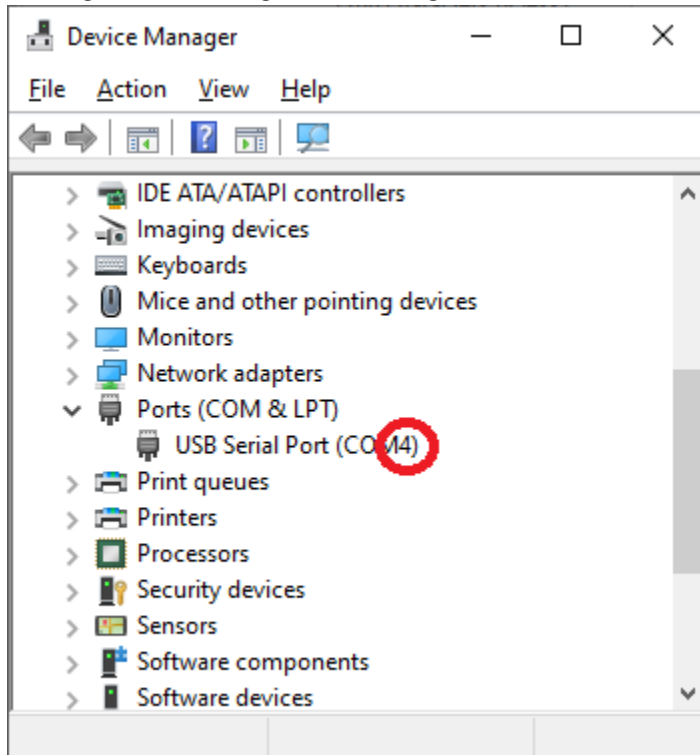 Device Manager
File Action View Help
IDE ATA/ATAPI controllers
Imaging devices
Keyboards
Mice and other pointing devices
Monitors
Network adapters
Ports (COM & LPT)
USB Serial Port (COM4)
Print queues
Printers
Processors
Security devices
Sensors
Software components
Software devices